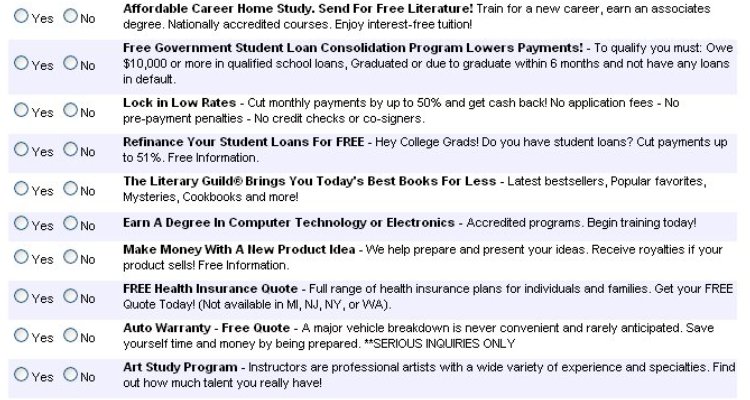 Yes No Affordable Career Home Study. Send For Free Literature! Train for a new career, earn an associates
degree. Nationally accredited courses. Enjoy interest-free tuition!
Free Government Student Loan Consolidation Program Lowers Payments! - To qualify you must: Owe
Yes No $10,000 or more in qualified school loans, Graduated or due to graduate within 6 months and not have any loans
in default.
Yes No Lock in Low Rates - Cut monthly payments by up to 50% and get cash back! No application fees - No
pre-payment penalties - No credit checks or co-signers.
Yes No Refinance Your Student Loans For FREE - Hey College Grads! Do you have student loans? Cut payments up
to 51%. Free Information.
Yes No The Literary Guild® Brings You Today's Best Books For Less - Latest bestsellers, Popular favorites,
Mysteries, Cookbooks and more!
Yes No Earn A Degree In Computer Technology or Electronics - Accredited programs. Begin training today!
Yes No Make Money With A New Product Idea - We help prepare and present your ideas. Receive royalties if your
product sells! Free Information.
Yes No FREE Health Insurance Quote - Full range of health insurance plans for individuals and families. Get your FREE
Quote Today! (Not available in MI, NJ, NY, or WA).
Yes No Auto Warranty - Free Quote - A major vehicle breakdown is never convenient and rarely anticipated. Save
yourself time and money by being prepared. **SERIOUS INQUIRIES ONLY
Yes No Art Study Program - Instructors are professional artists with a wide variety of experience and specialties. Find
out how much talent you really have!